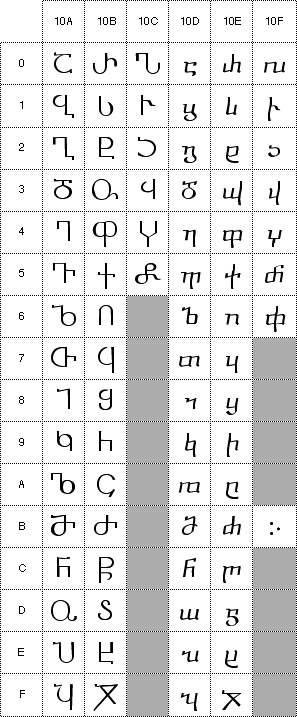 10A 10B 10C 10D 10E 10F
0 Ⴀ Ⴐ Ⴠ ⴀ ⴐ ⴠ
1 Ⴁ Ⴑ Ⴡ ⴁ ⴑ ⴡ
2 Ⴂ Ⴒ Ⴢ ⴂ ⴒ ⴢ
3 Ⴃ Ⴓ Ⴣ ⴃ ⴓ ⴣ
4 Ⴄ Ⴔ Ⴤ ⴄ ⴔ ⴤ
5 Ⴅ Ⴕ Ⴥ ⴅ ⴕ ⴥ
6 Ⴆ Ⴖ ⴆ ⴖ ჶ
7 Ⴇ Ⴗ ⴇ ⴗ
8 Ⴈ Ⴘ ⴈ ⴘ
9 Ⴉ Ⴙ ⴉ ⴙ
A Ⴊ Ⴚ ⴊ ⴚ
B Ⴋ Ⴛ ⴋ ⴛ ჻
C Ⴌ Ⴜ ⴌ ⴜ
D Ⴍ Ⴝ ⴍ ⴝ
E Ⴎ Ⴞ ⴎ ⴞ
F Ⴏ Ⴟ ⴏ ⴟ